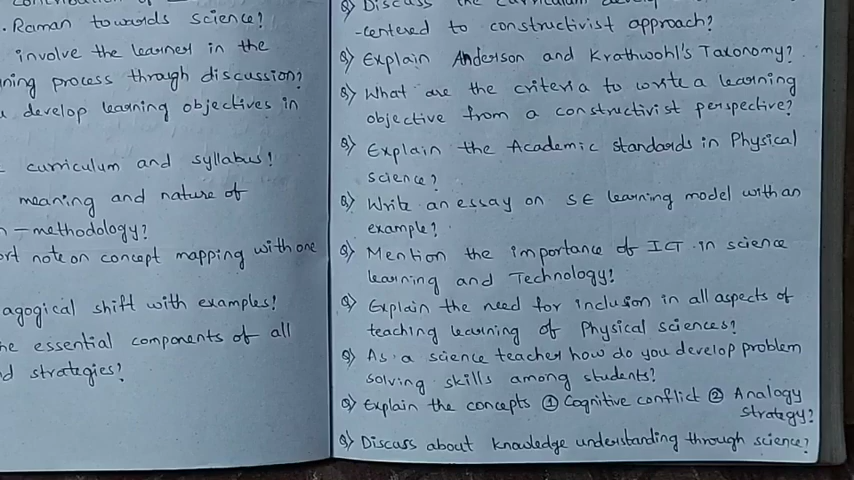 . Raman towards science?
involve the learner in the
ning process through discussion?
develop learning objectives in
curriculum and syllabus!
meaning and nature of
- methodology?
ort note on concept mapping with one
agogical shift with examples!
he essential components of all
nd strategies?
Q) Discuss the curriculum
-centered to constructivist approach?
Q) Explain Anderson and Krathwohl's Taxonomy?
Q) What are the criteria to write a learning
objective from a constructivist perspective?
Q) Explain the Academic standards in Physical
science?
Q) Write an essay on 5E learning model with an
example?
Q) Mention the importance of ICT in science
learning and Technology!
Q) Explain the need for inclusion in all aspects of
teaching learning of Physical sciences?
Q) As a science teacher how do you develop problem
solving skills among students?
Q) Explain the concepts ① Cognitive conflict ② Analogy
strategy?
Q) Discuss about knowledge understanding through science?